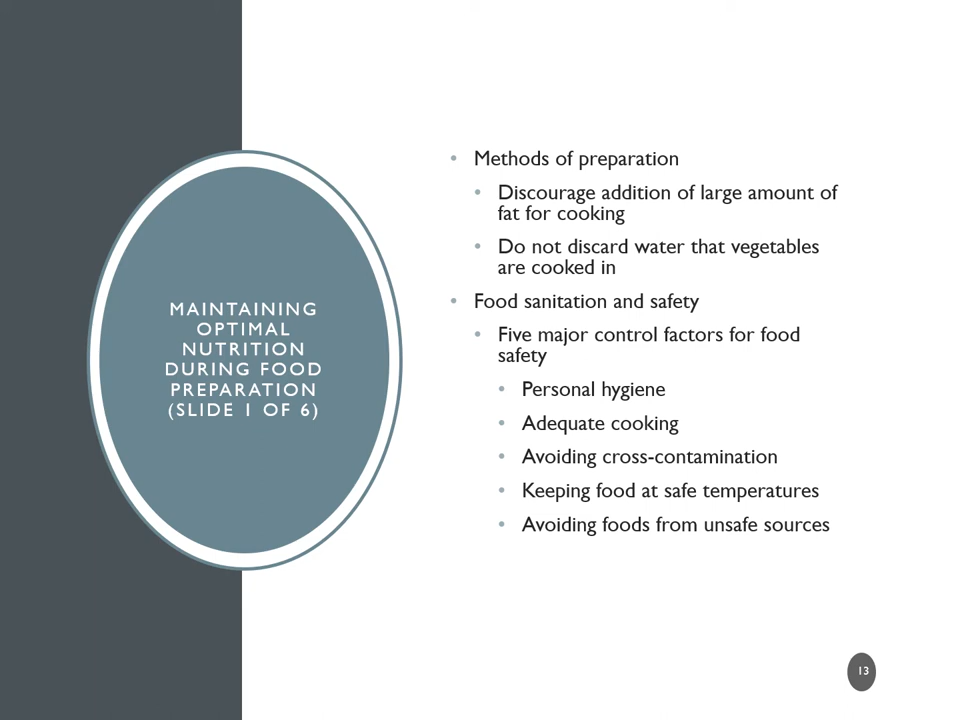 MAINTAINING
OPTIMAL
NUTRITION
DURING FOOD
PREPARATION
(SLIDE 1 OF 6)
• Methods of preparation
• Discourage addition of large amount of
fat for cooking
• Do not discard water that vegetables
are cooked in
• Food sanitation and safety
• Five major control factors for food
safety
• Personal hygiene
• Adequate cooking
• Avoiding cross-contamination
• Keeping food at safe temperatures
• Avoiding foods from unsafe sources
13